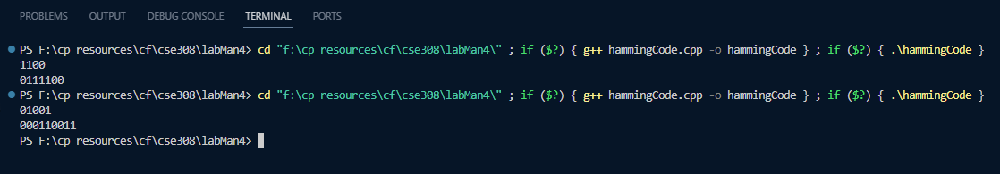 PROBLEMS OUTPUT DEBUG CONSOLE TERMINAL PORTS
PS F:\cp resources\cf\cse308\labMan4> cd "f:\cp resources\cf\cse308\labMan4\" ; if ($?) { g++ hammingCode.cpp -o hammingCode } ; if ($?) { .\hammingCode }
1100
0111100
PS F:\cp resources\cf\cse308\labMan4> cd "f:\cp resources\cf\cse308\labMan4\" ; if ($?) { g++ hammingCode.cpp -o hammingCode } ; if ($?) { .\hammingCode }
01001
000110011
PS F:\cp resources\cf\cse308\labMan4>